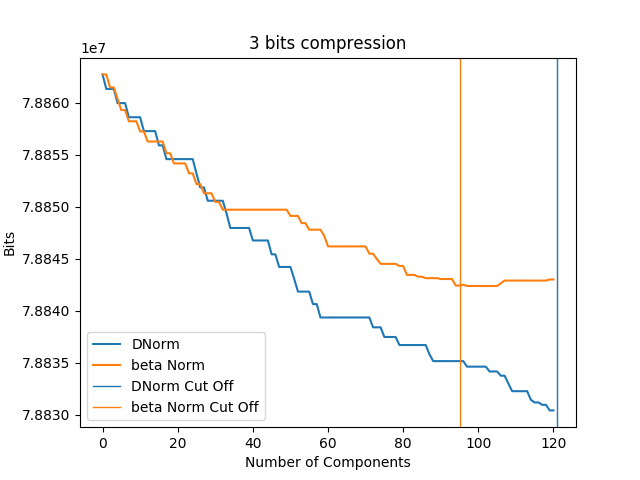 3 bits compression
1e7
7.8860
7.8855
7.8850
7.8845
7.8840
7.8835
7.8830
Bits
DNorm
beta Norm
DNorm Cut Off
beta Norm Cut Off
0 20 40 60 80 100 120
Number of Components